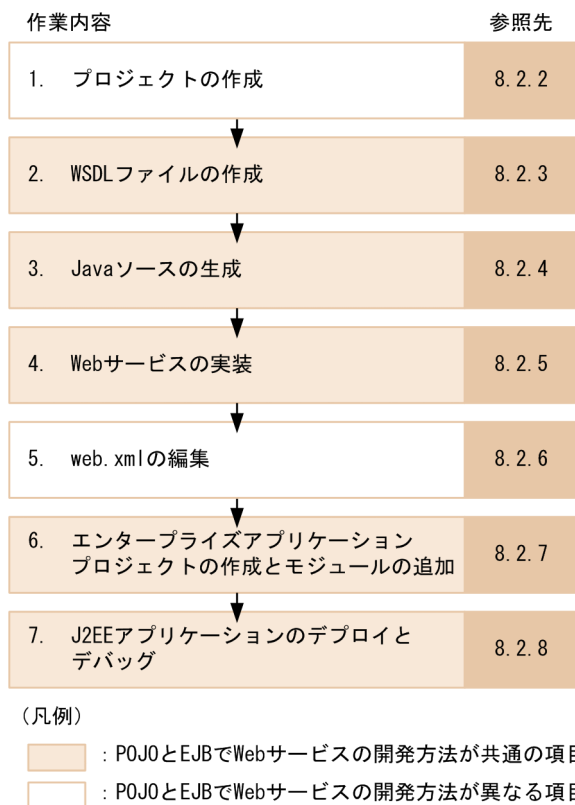 作業内容 参照先
1. プロジェクトの作成 8.2.2
2. WSDLファイルの作成 8.2.3
3. Javaソースの生成 8.2.4
4. Webサービスの実装 8.2.5
5. web.xmlの編集 8.2.6
6. エンタープライズアプリケーション
プロジェクトの作成とモジュールの追加 8.2.7
7. J2EEアプリケーションのデプロイと
デバッグ 8.2.8
(凡例)
：POJOとEJBでWebサービスの開発方法が共通の項目
：POJOとEJBでWebサービスの開発方法が異なる項目